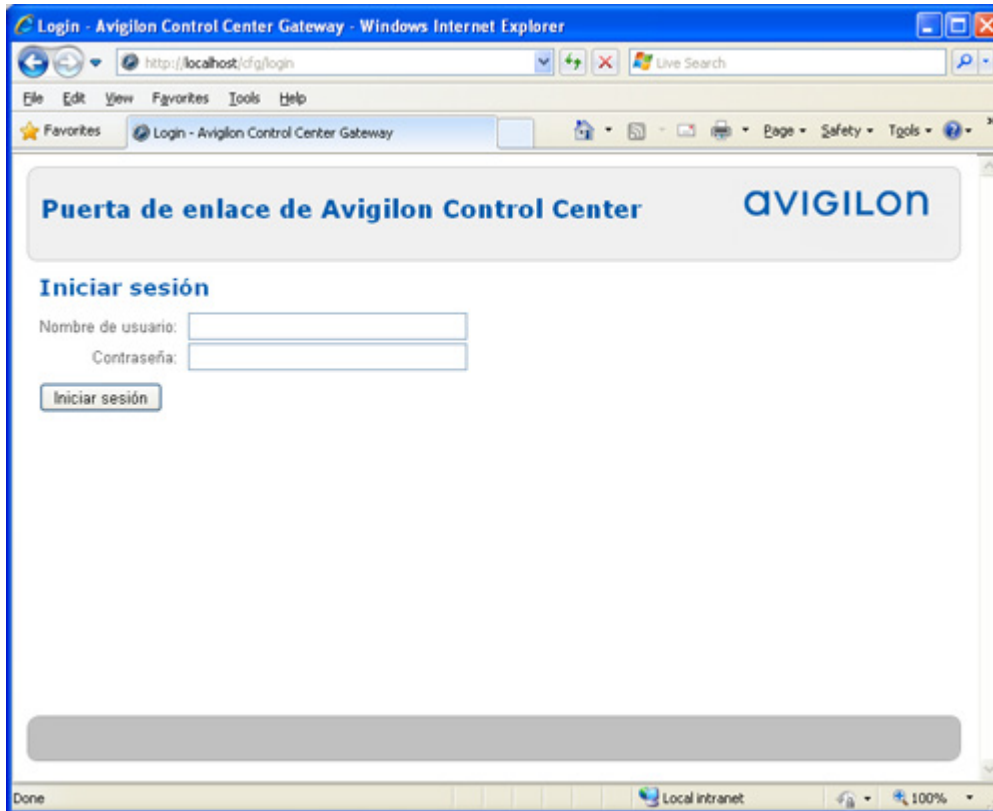 Login - Avigilon Control Center Gateway - Windows Internet Explorer
http://localhost/cfg/login
Live Search
File Edit View Favorites Tools Help
Favorites Login - Avigilon Control Center Gateway Page Safety Tools
Puerta de enlace de Avigilon Control Center
AVIGILON
Iniciar sesión
Nombre de usuario:
Contraseña:
Iniciar sesión
Done Local intranet 100%